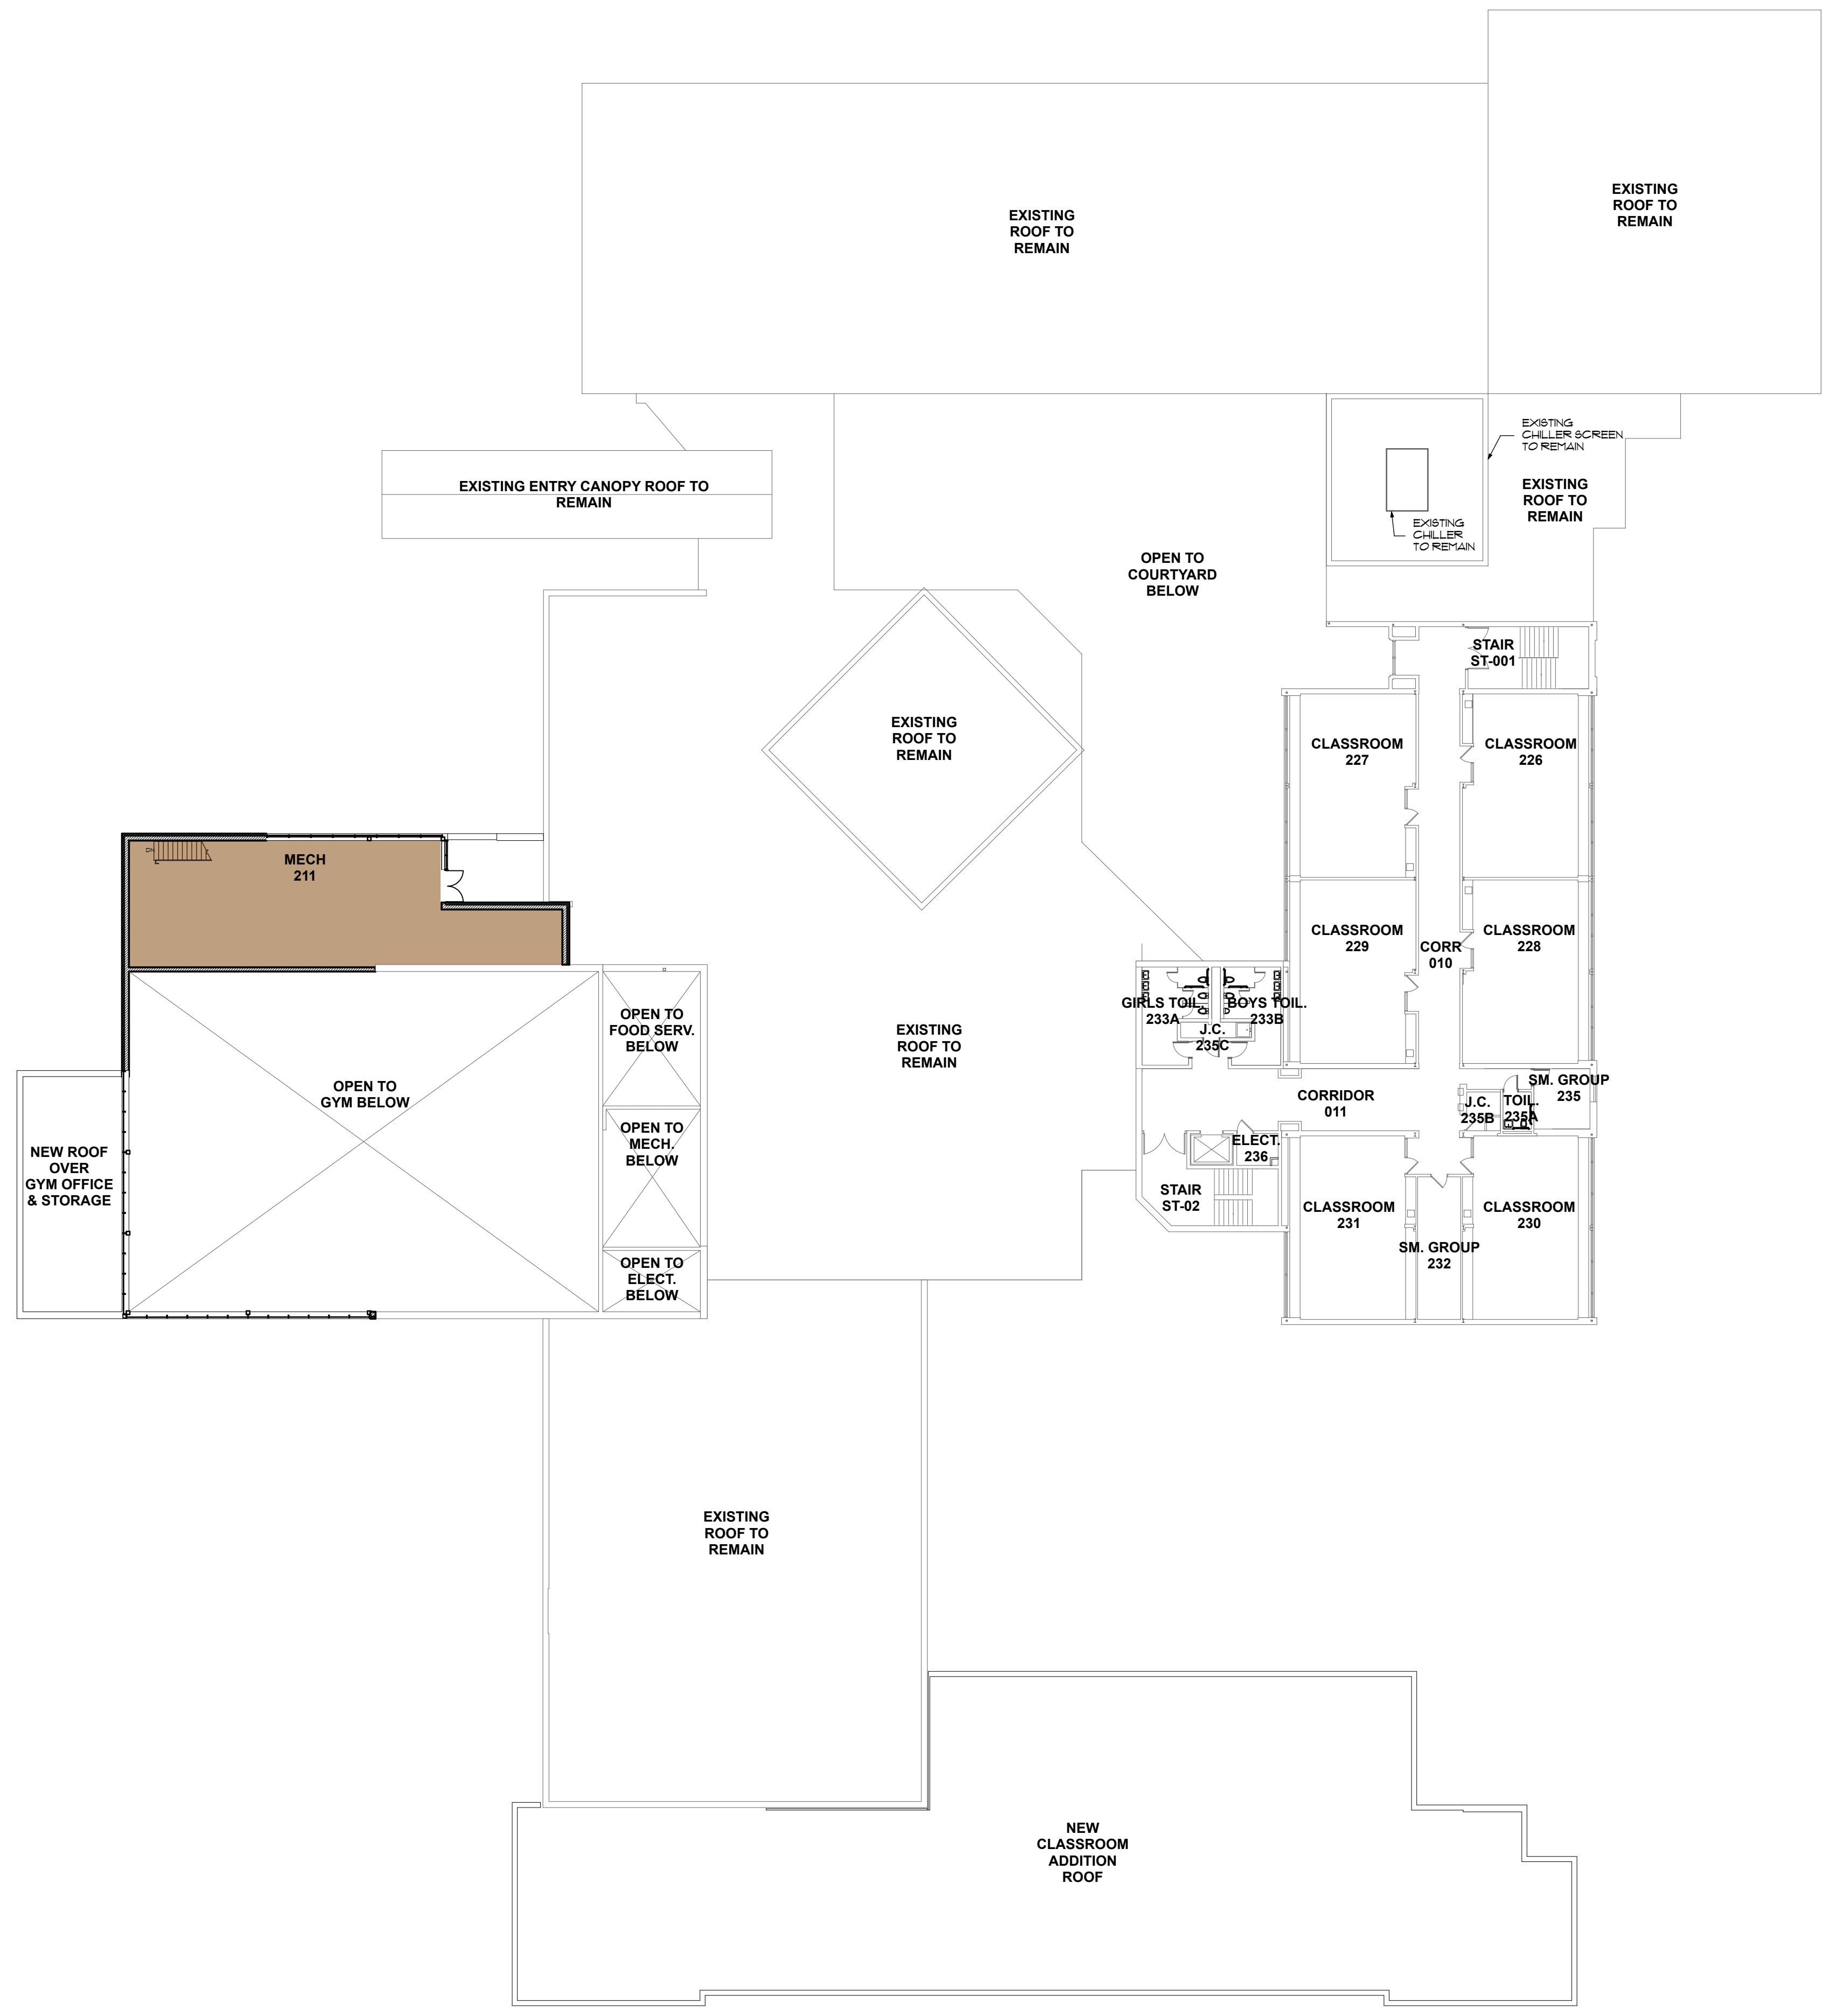 EXISTING
ROOF TO
REMAIN
EXISTING
ROOF TO
REMAIN
EXISTING
CHILLER SCREEN
TO REMAIN
EXISTING ENTRY CANOPY ROOF TO
REMAIN
EXISTING
ROOF TO
REMAIN
EXISTING
CHILLER
TO REMAIN
OPEN TO
COURTYARD
BELOW
STAIR
ST-001
EXISTING
ROOF TO
REMAIN
CLASSROOM
227
CLASSROOM
226
MECH
211
CLASSROOM
229
CORR
010
CLASSROOM
228
GIRLS TOIL.
233A
BOYS TOIL.
233B
J.C.
235C
OPEN TO
FOOD SERV.
BELOW
EXISTING
ROOF TO
REMAIN
OPEN TO
GYM BELOW
CORRIDOR
011
SM. GROUP
235
J.C.
235B
TOIL.
235A
OPEN TO
MECH.
BELOW
ELECT.
236
NEW ROOF
OVER
GYM OFFICE
& STORAGE
STAIR
ST-02
CLASSROOM
231
CLASSROOM
230
SM. GROUP
232
OPEN TO
ELECT.
BELOW
EXISTING
ROOF TO
REMAIN
NEW
CLASSROOM
ADDITION
ROOF